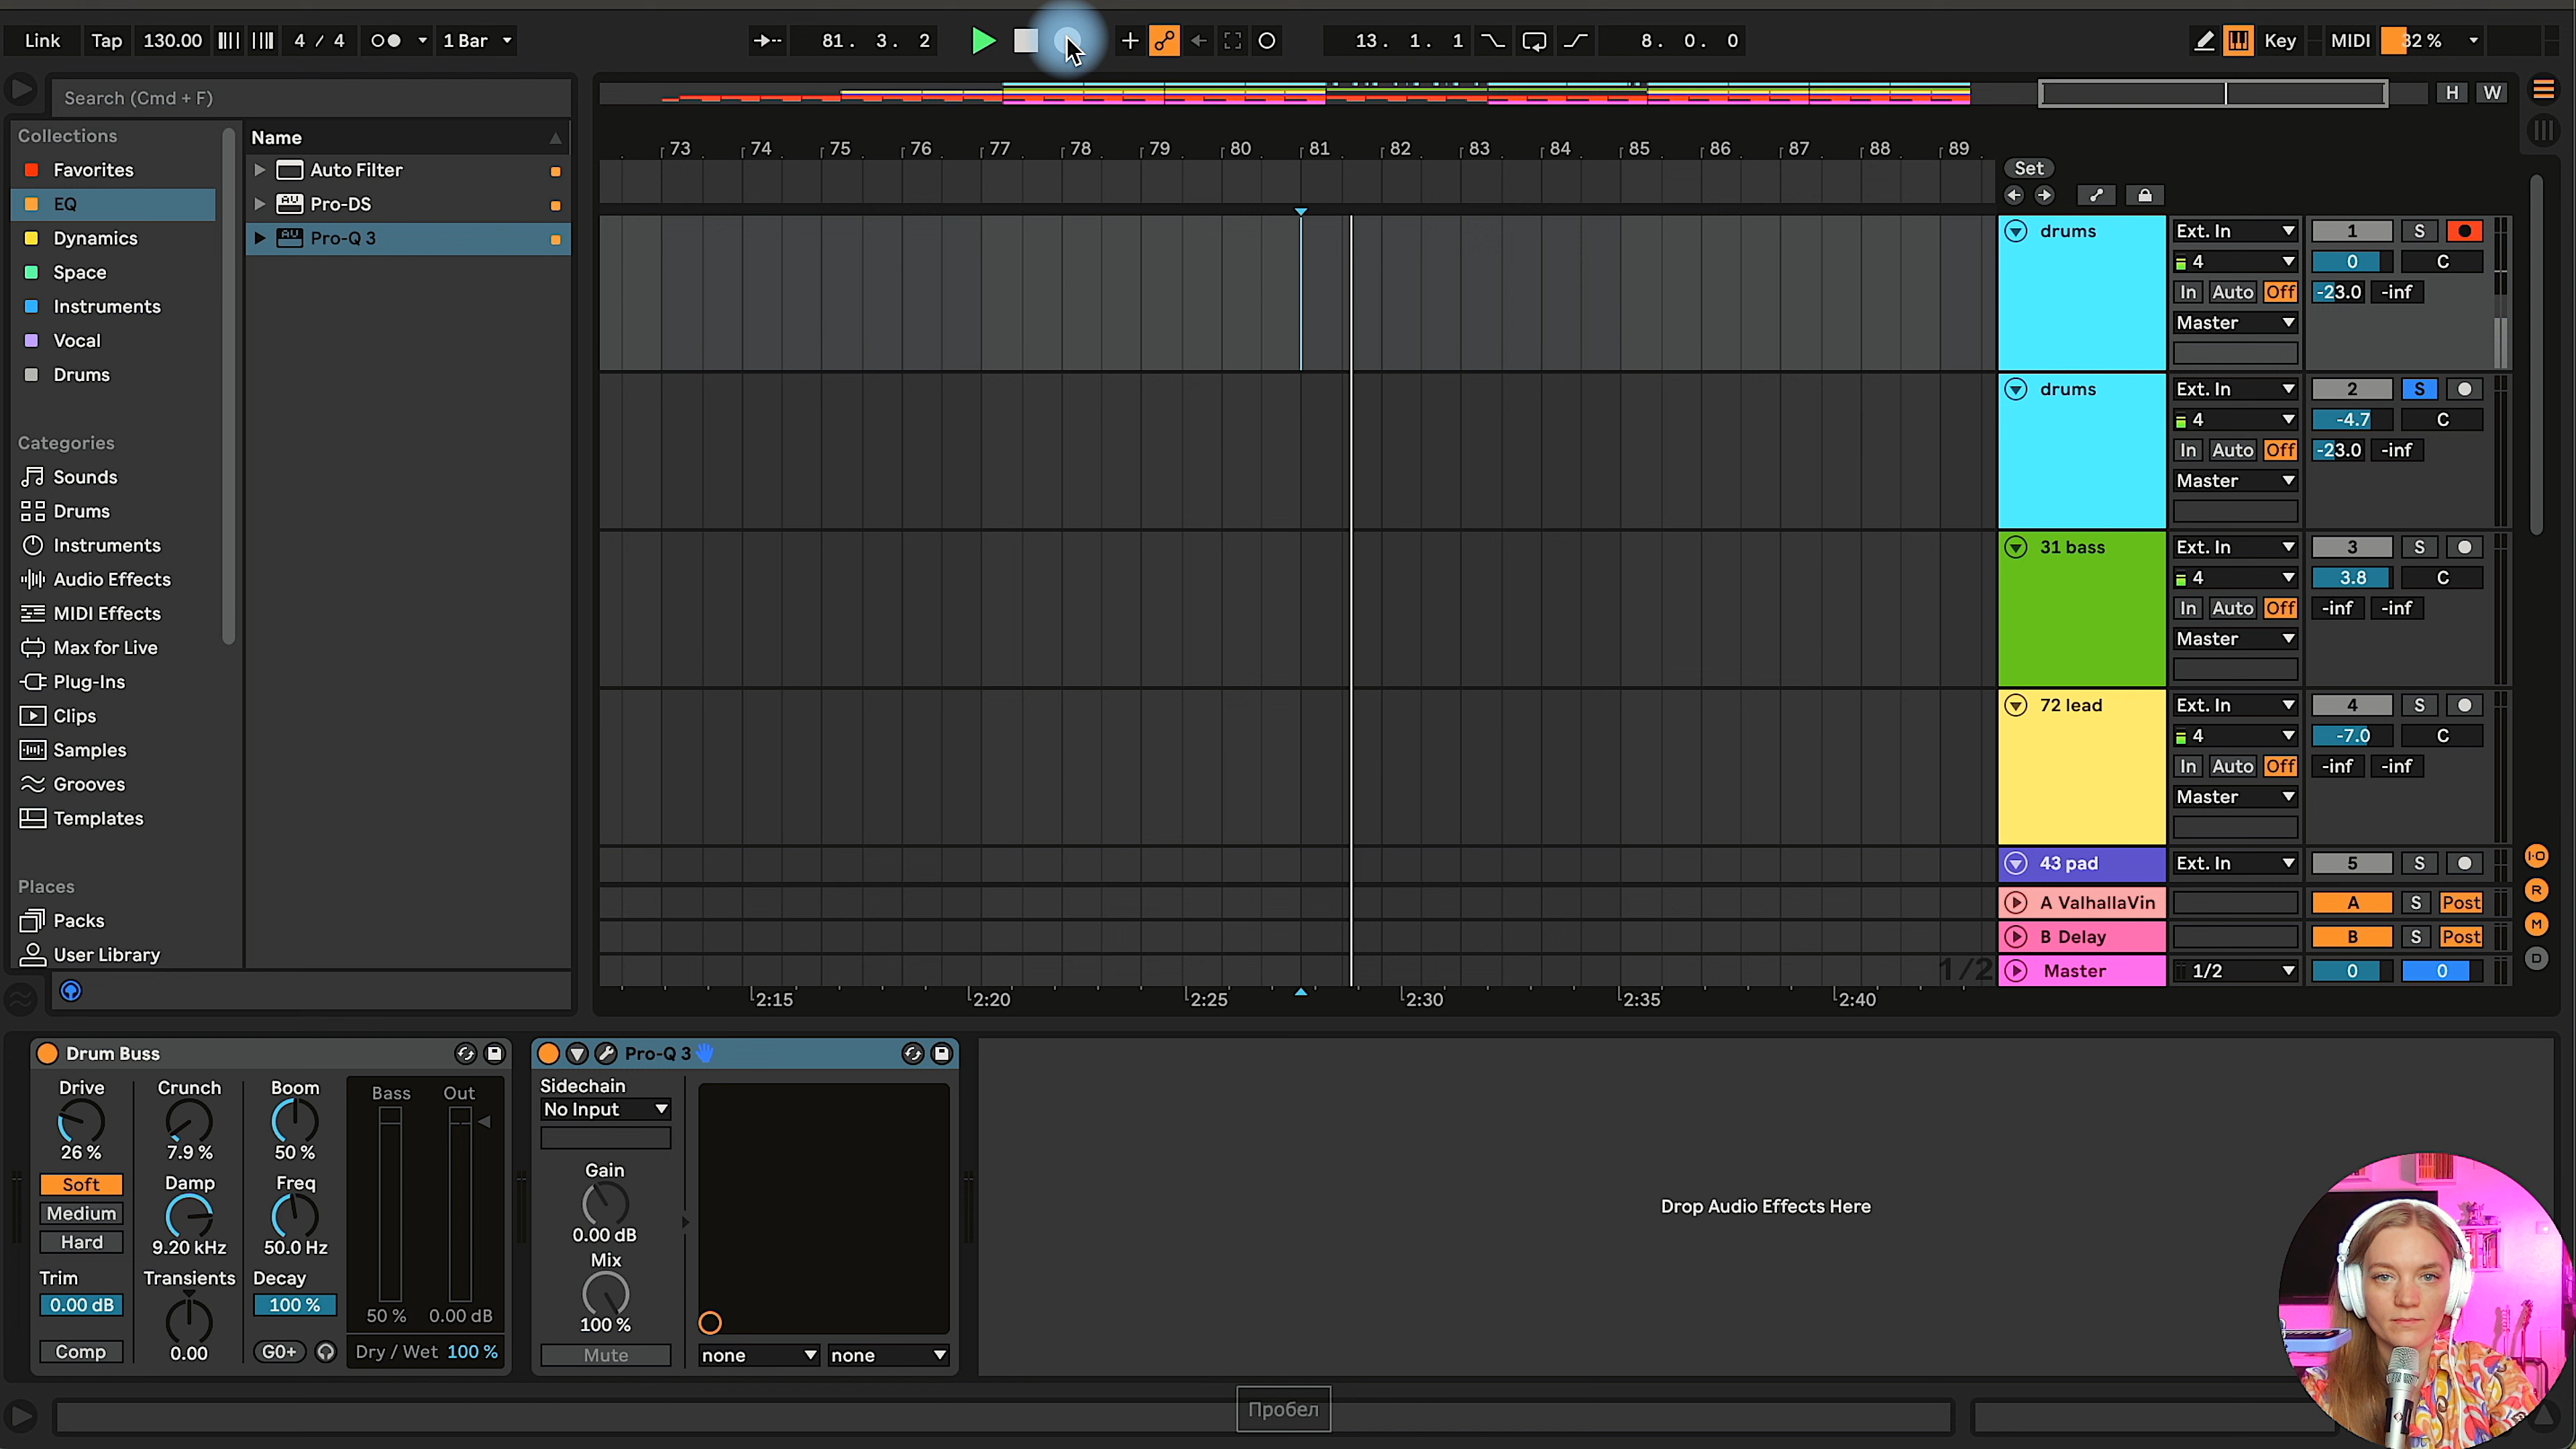 Link Tap 130.00 4 / 4 1 Bar 81. 3. 2 13. 1. 1 8. 0. 0 Key MIDI 32 %
Search (Cmd + F)
H W
Collections
Favorites
EQ
Dynamics
Space
Instruments
Vocal
Drums
Categories
Sounds
Drums
Instruments
Audio Effects
MIDI Effects
Max for Live
Plug-Ins
Clips
Samples
Grooves
Templates
Places
Packs
User Library
Name
Auto Filter
Pro-DS
Pro-Q 3
73 74 75 76 77 78 79 80 81 82 83 84 85 86 87 88 89
Set
drums Ext. In 1 S
4 0 C
In Auto Off -23.0 -inf
Master
drums Ext. In 2 S
4 -4.7 C
In Auto Off -23.0 -inf
Master
31 bass Ext. In 3 S
4 3.8 C
In Auto Off -inf -inf
Master
72 lead Ext. In 4 S
4 -7.0 C
In Auto Off -inf -inf
Master
43 pad Ext. In 5 S
A ValhallaVin A S Post
B Delay B S Post
1/2 Master 1/2 0 0
I·O
R
M
D
2:15 2:20 2:25 2:30 2:35 2:40
Drum Buss
Drive Crunch Boom Bass Out
26 % 7.9 % 50 %
Soft Damp Freq
Medium
Hard 9.20 kHz 50.0 Hz
Trim Transients Decay
0.00 dB 100 % 50 % 0.00 dB
Comp 0.00 G0+ Dry / Wet 100 %
Pro-Q 3
Sidechain
No Input
Gain
0.00 dB
Mix
100 %
Mute none none
Drop Audio Effects Here
Пробел